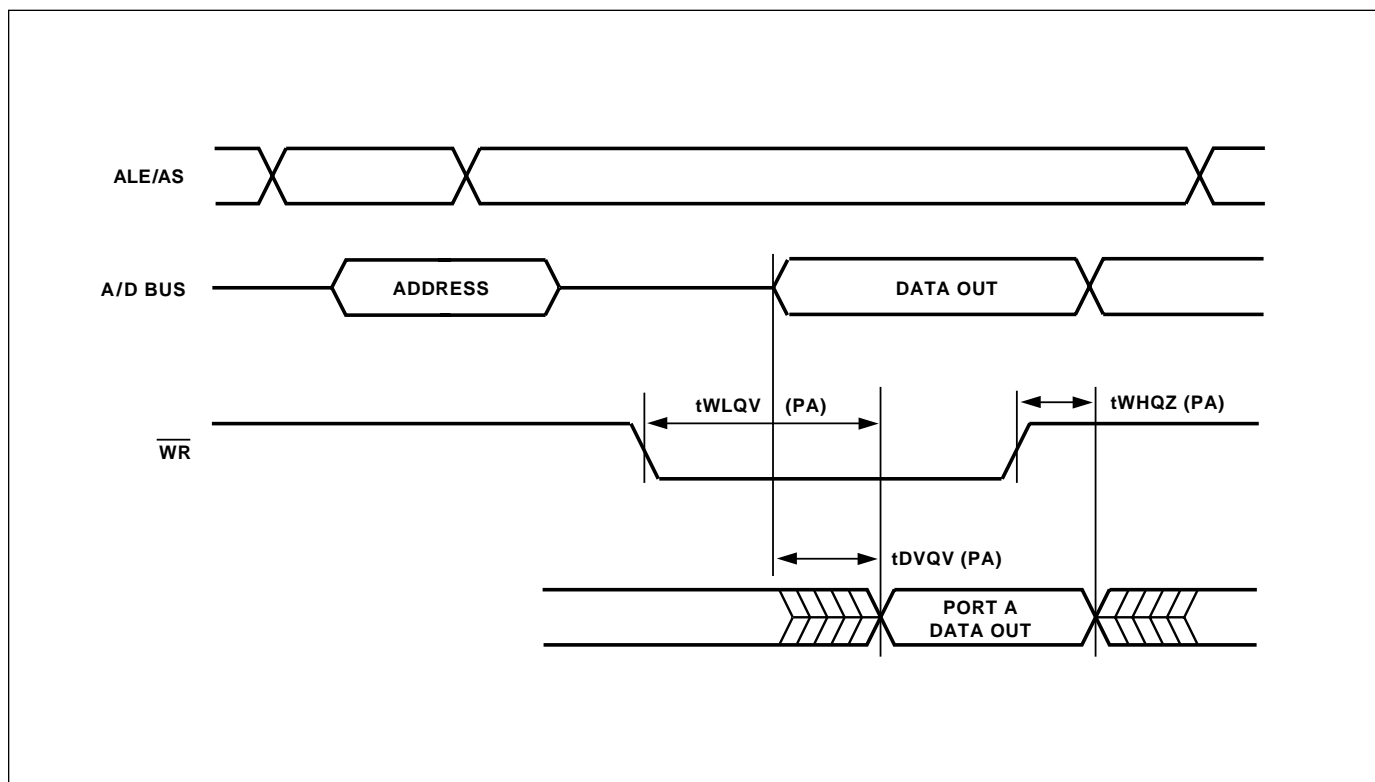 ALE/AS
A/D BUS
ADDRESS
DATA OUT
tWLQV (PA)
tWHQZ (PA)
WR
tDVQV (PA)
PORT A
DATA OUT